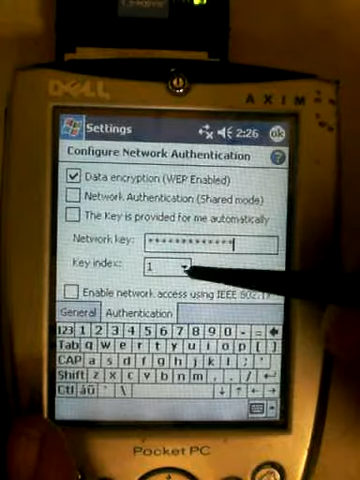 DELL
AXIM
Settings
2:26
ok
Configure Network Authentication
?
Data encryption (WEP Enabled)
Network Authentication (Shared mode)
The Key is provided for me automatically
Network key: *************
Key index: 1
Enable network access using IEEE 802.1X
General Authentication
123 1 2 3 4 5 6 7 8 9 0 - =
Tab q w e r t y u i o p [ ]
CAP a s d f g h j k l ; '
Shift z x c v b n m , . /
Ctl áü ` \
Pocket PC